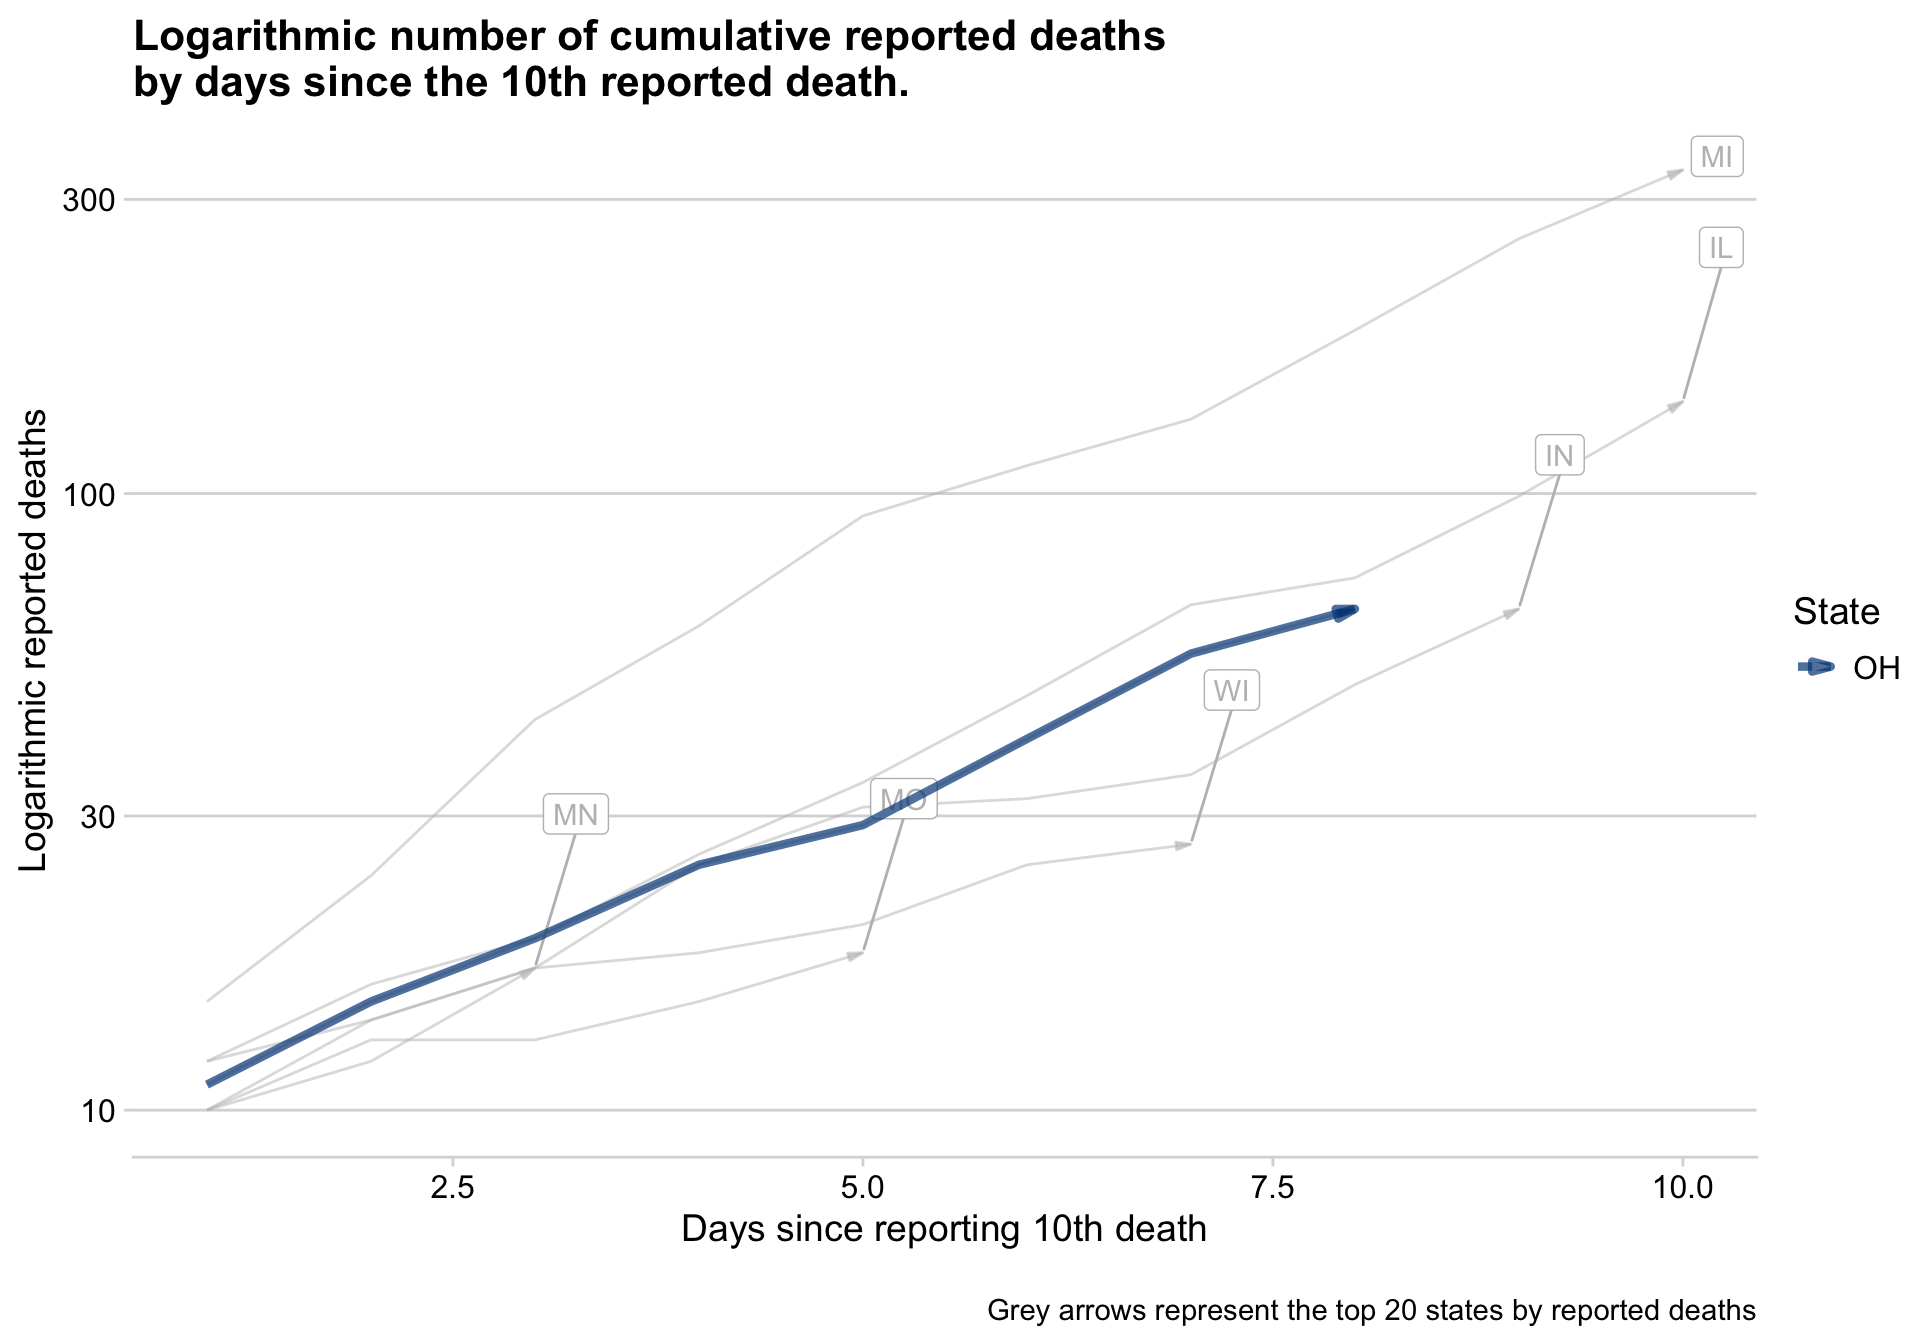 Logarithmic number of cumulative reported deaths
by days since the 10th reported death.
MI
300
IL
IN
100
WI
MN
MO
30
10
Logarithmic reported deaths
State
OH
2.5
5.0
7.5
10.0
Days since reporting 10th death
Grey arrows represent the top 20 states by reported deaths